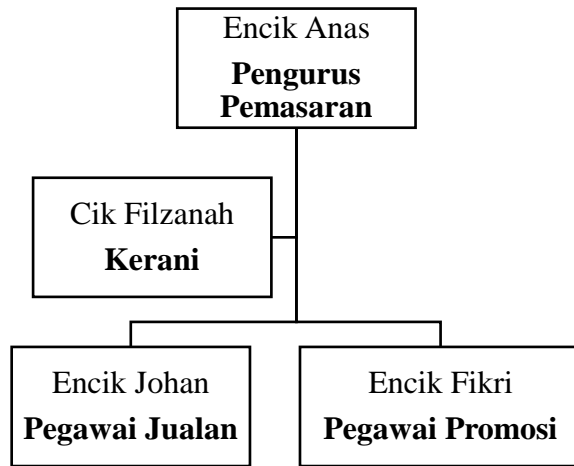 Encik Anas
Pengurus
Pemasaran
Cik Filzanah
Kerani
Encik Johan
Pegawai Jualan
Encik Fikri
Pegawai Promosi